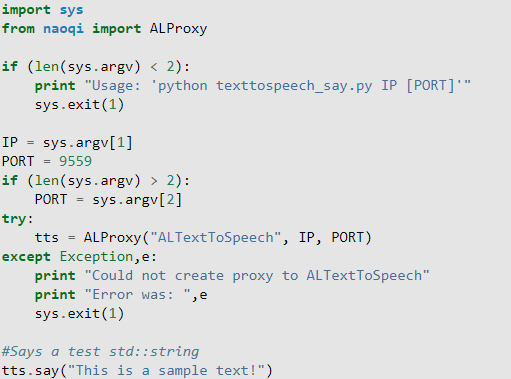 import sys
from naoqi import ALProxy
if (len(sys.argv) < 2):
    print "Usage: 'python texttospeech_say.py IP [PORT]'"
    sys.exit(1)
IP = sys.argv[1]
PORT = 9559
if (len(sys.argv) > 2):
    PORT = sys.argv[2]
try:
    tts = ALProxy("ALTextToSpeech", IP, PORT)
except Exception,e:
    print "Could not create proxy to ALTextToSpeech"
    print "Error was: ",e
    sys.exit(1)
#Says a test std::string
tts.say("This is a sample text!")